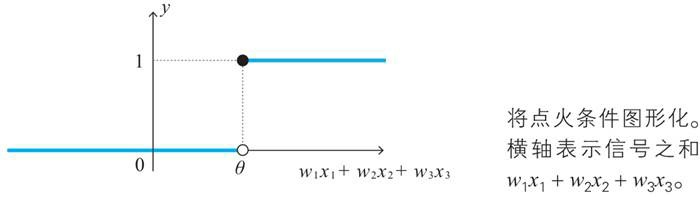 y
1
0
θ
w₁x₁ + w₂x₂ + w₃x₃
将点火条件图形化。
横轴表示信号之和
w₁x₁ + w₂x₂ + w₃x₃。